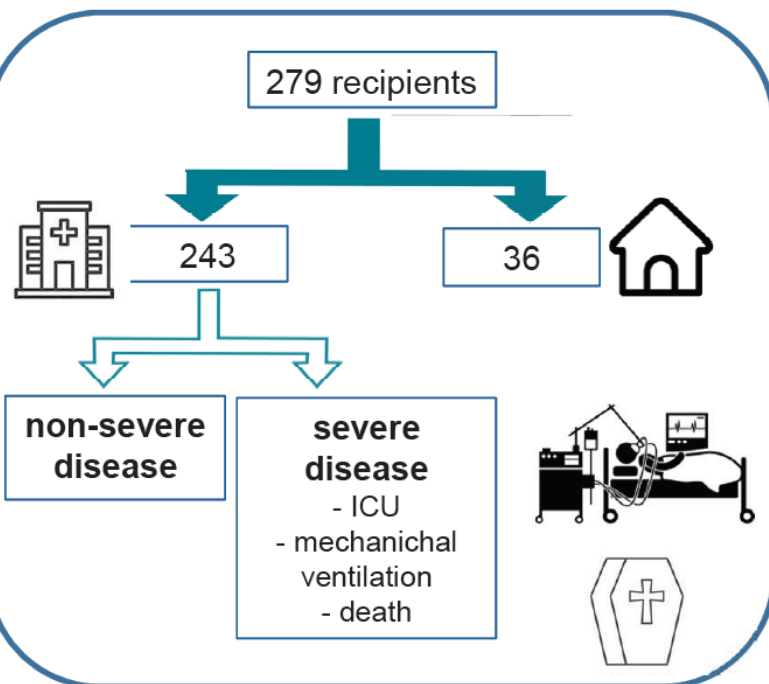 279 recipients
243
36
non-severe
disease
severe
disease
- ICU
- mechanichal
ventilation
- death